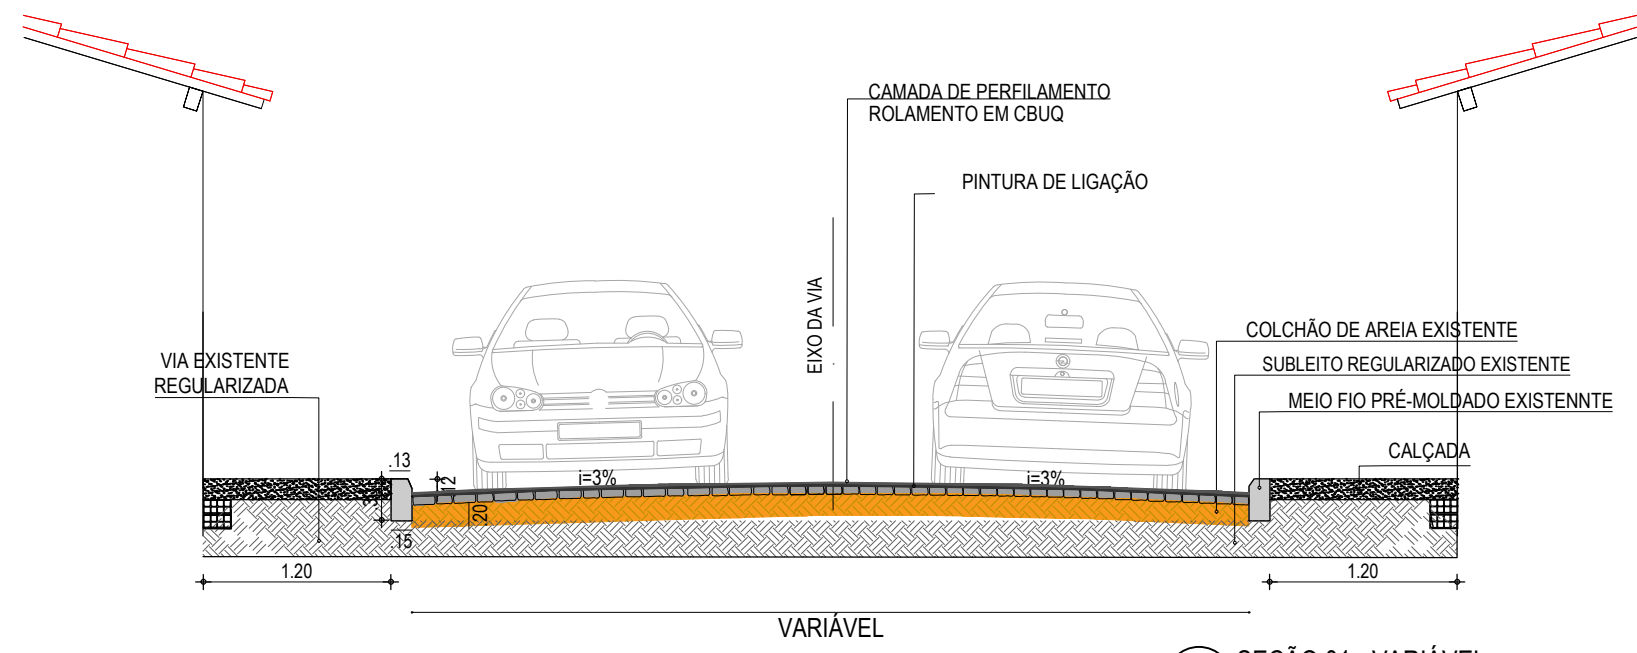 CAMADA DE PERFILAMENTO
ROLAMENTO EM CBUQ
PINTURA DE LIGAÇÃO
EIXO DA VIA
COLCHÃO DE AREIA EXISTENTE
VIA EXISTENTE
REGULARIZADA
SUBLEITO REGULARIZADO EXISTENTE
MEIO FIO PRÉ-MOLDADO EXISTENNTE
CALÇADA
.13
12
i=3%
i=3%
.20
.15
1.20
1.20
VARIÁVEL